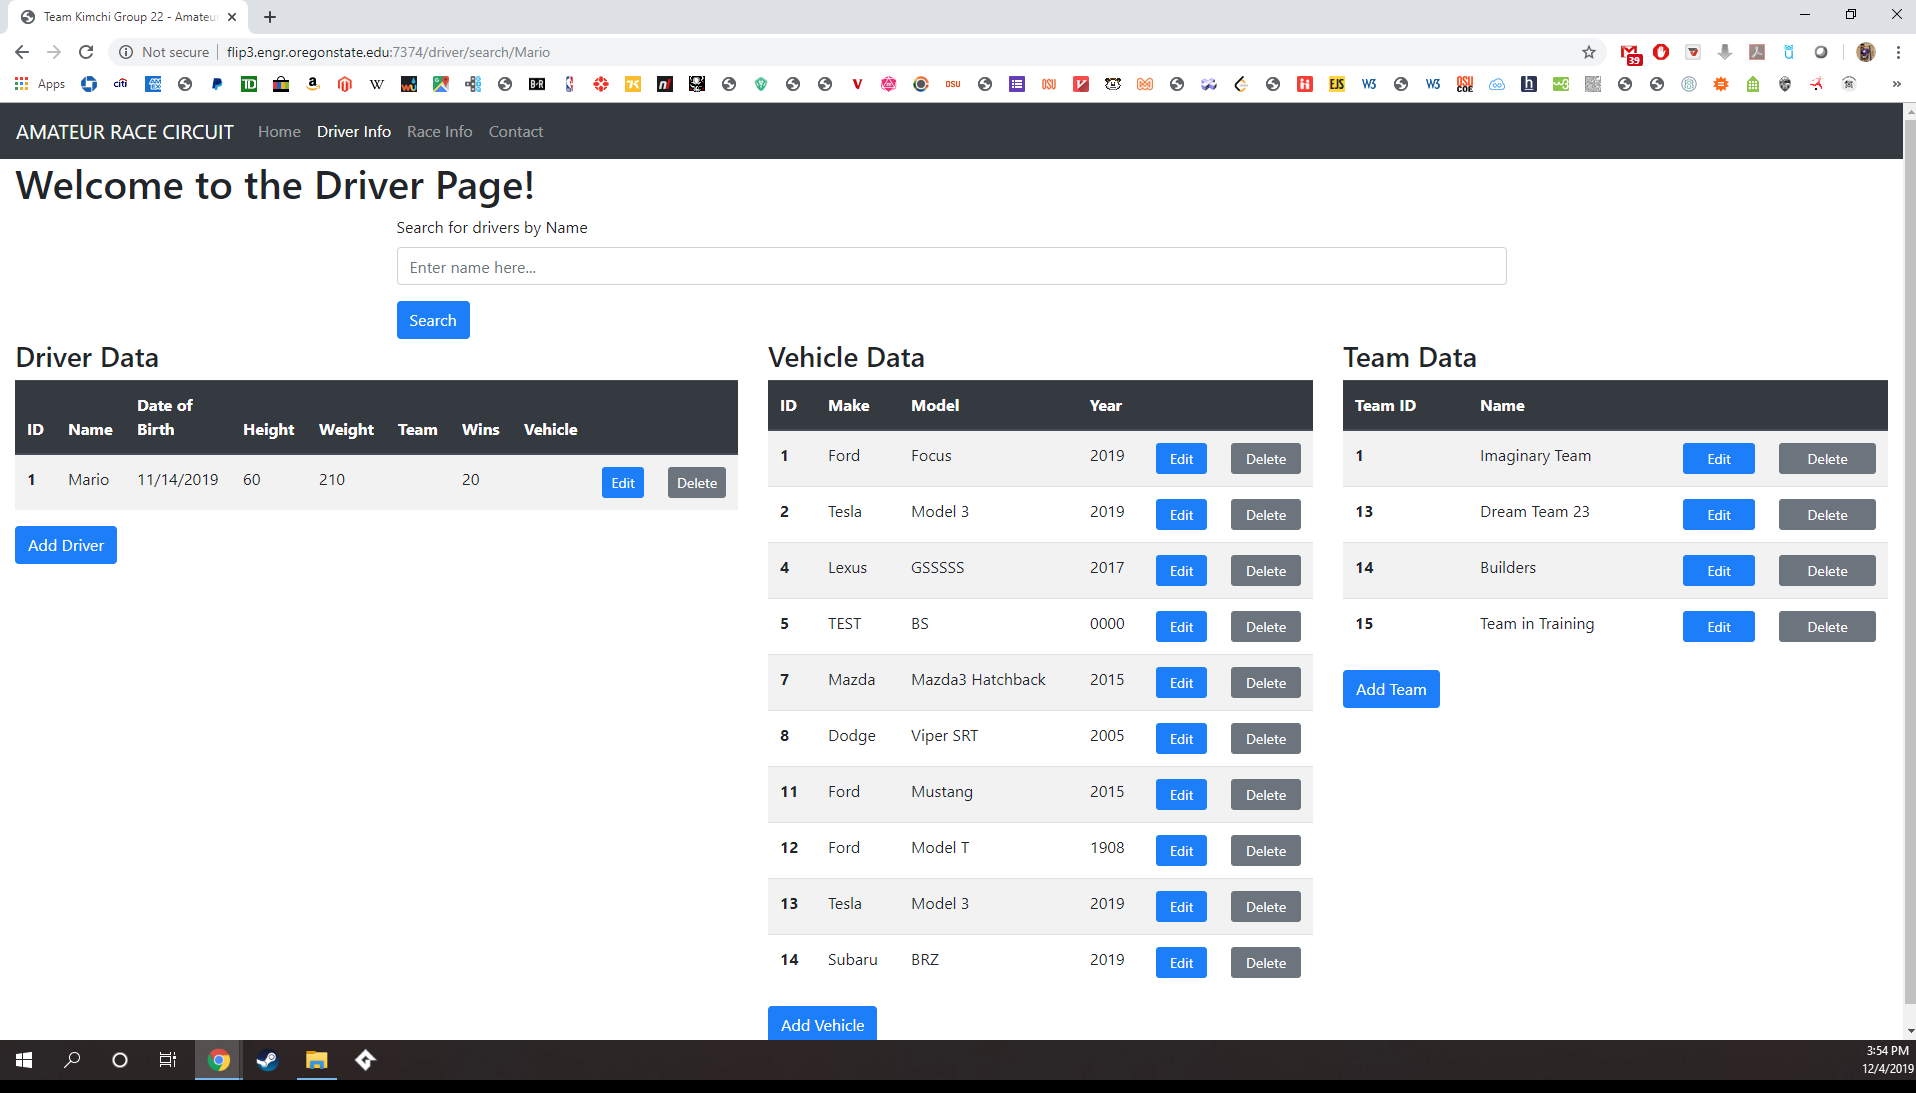 Team Kimchi Group 22 - Amateu
Not secure | flip3.engr.oregonstate.edu:7374/driver/search/Mario
39
Apps
AMATEUR RACE CIRCUIT Home Driver Info Race Info Contact
Welcome to the Driver Page!
Search for drivers by Name
Enter name here...
Search
Driver Data
ID Name Date of Birth Height Weight Team Wins Vehicle
1 Mario 11/14/2019 60 210 20 Edit Delete
Add Driver
Vehicle Data
ID Make Model Year
1 Ford Focus 2019 Edit Delete
2 Tesla Model 3 2019 Edit Delete
4 Lexus GSSSSS 2017 Edit Delete
5 TEST BS 0000 Edit Delete
7 Mazda Mazda3 Hatchback 2015 Edit Delete
8 Dodge Viper SRT 2005 Edit Delete
11 Ford Mustang 2015 Edit Delete
12 Ford Model T 1908 Edit Delete
13 Tesla Model 3 2019 Edit Delete
14 Subaru BRZ 2019 Edit Delete
Add Vehicle
Team Data
Team ID Name
1 Imaginary Team Edit Delete
13 Dream Team 23 Edit Delete
14 Builders Edit Delete
15 Team in Training Edit Delete
Add Team
3:54 PM
12/4/2019